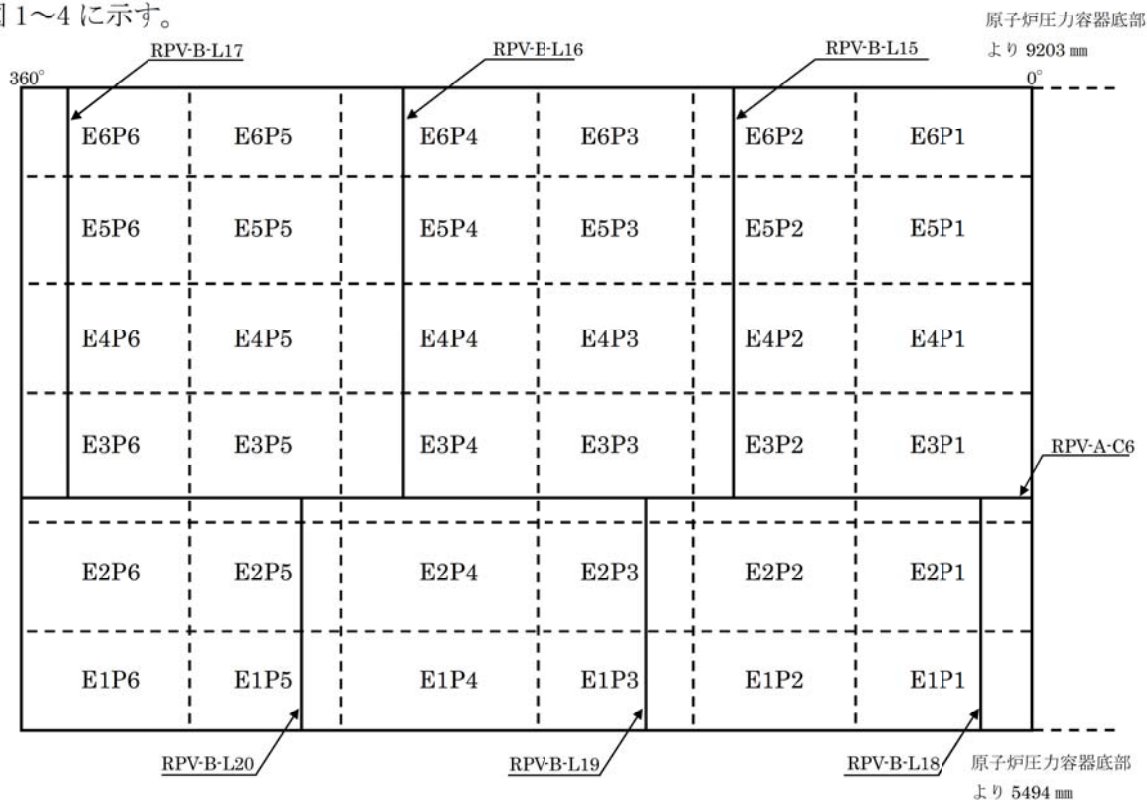 図 1～4 に示す。
原子炉圧力容器底部
より 9203 ㎜
RPV-B-L17
RPV-B-L16
RPV-B-L15
360°
0°
E6P6 E6P5 E6P4 E6P3 E6P2 E6P1
E5P6 E5P5 E5P4 E5P3 E5P2 E5P1
E4P6 E4P5 E4P4 E4P3 E4P2 E4P1
E3P6 E3P5 E3P4 E3P3 E3P2 E3P1
RPV-A-C6
E2P6 E2P5 E2P4 E2P3 E2P2 E2P1
E1P6 E1P5 E1P4 E1P3 E1P2 E1P1
RPV-B-L20
RPV-B-L19
RPV-B-L18
原子炉圧力容器底部
より 5494 ㎜